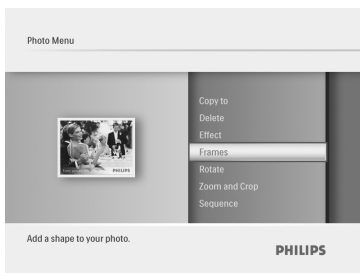 Photo Menu
PHILIPS
Copy to
Delete
Effect
Frames
Rotate
Zoom and Crop
Sequence
Add a shape to your photo.
PHILIPS